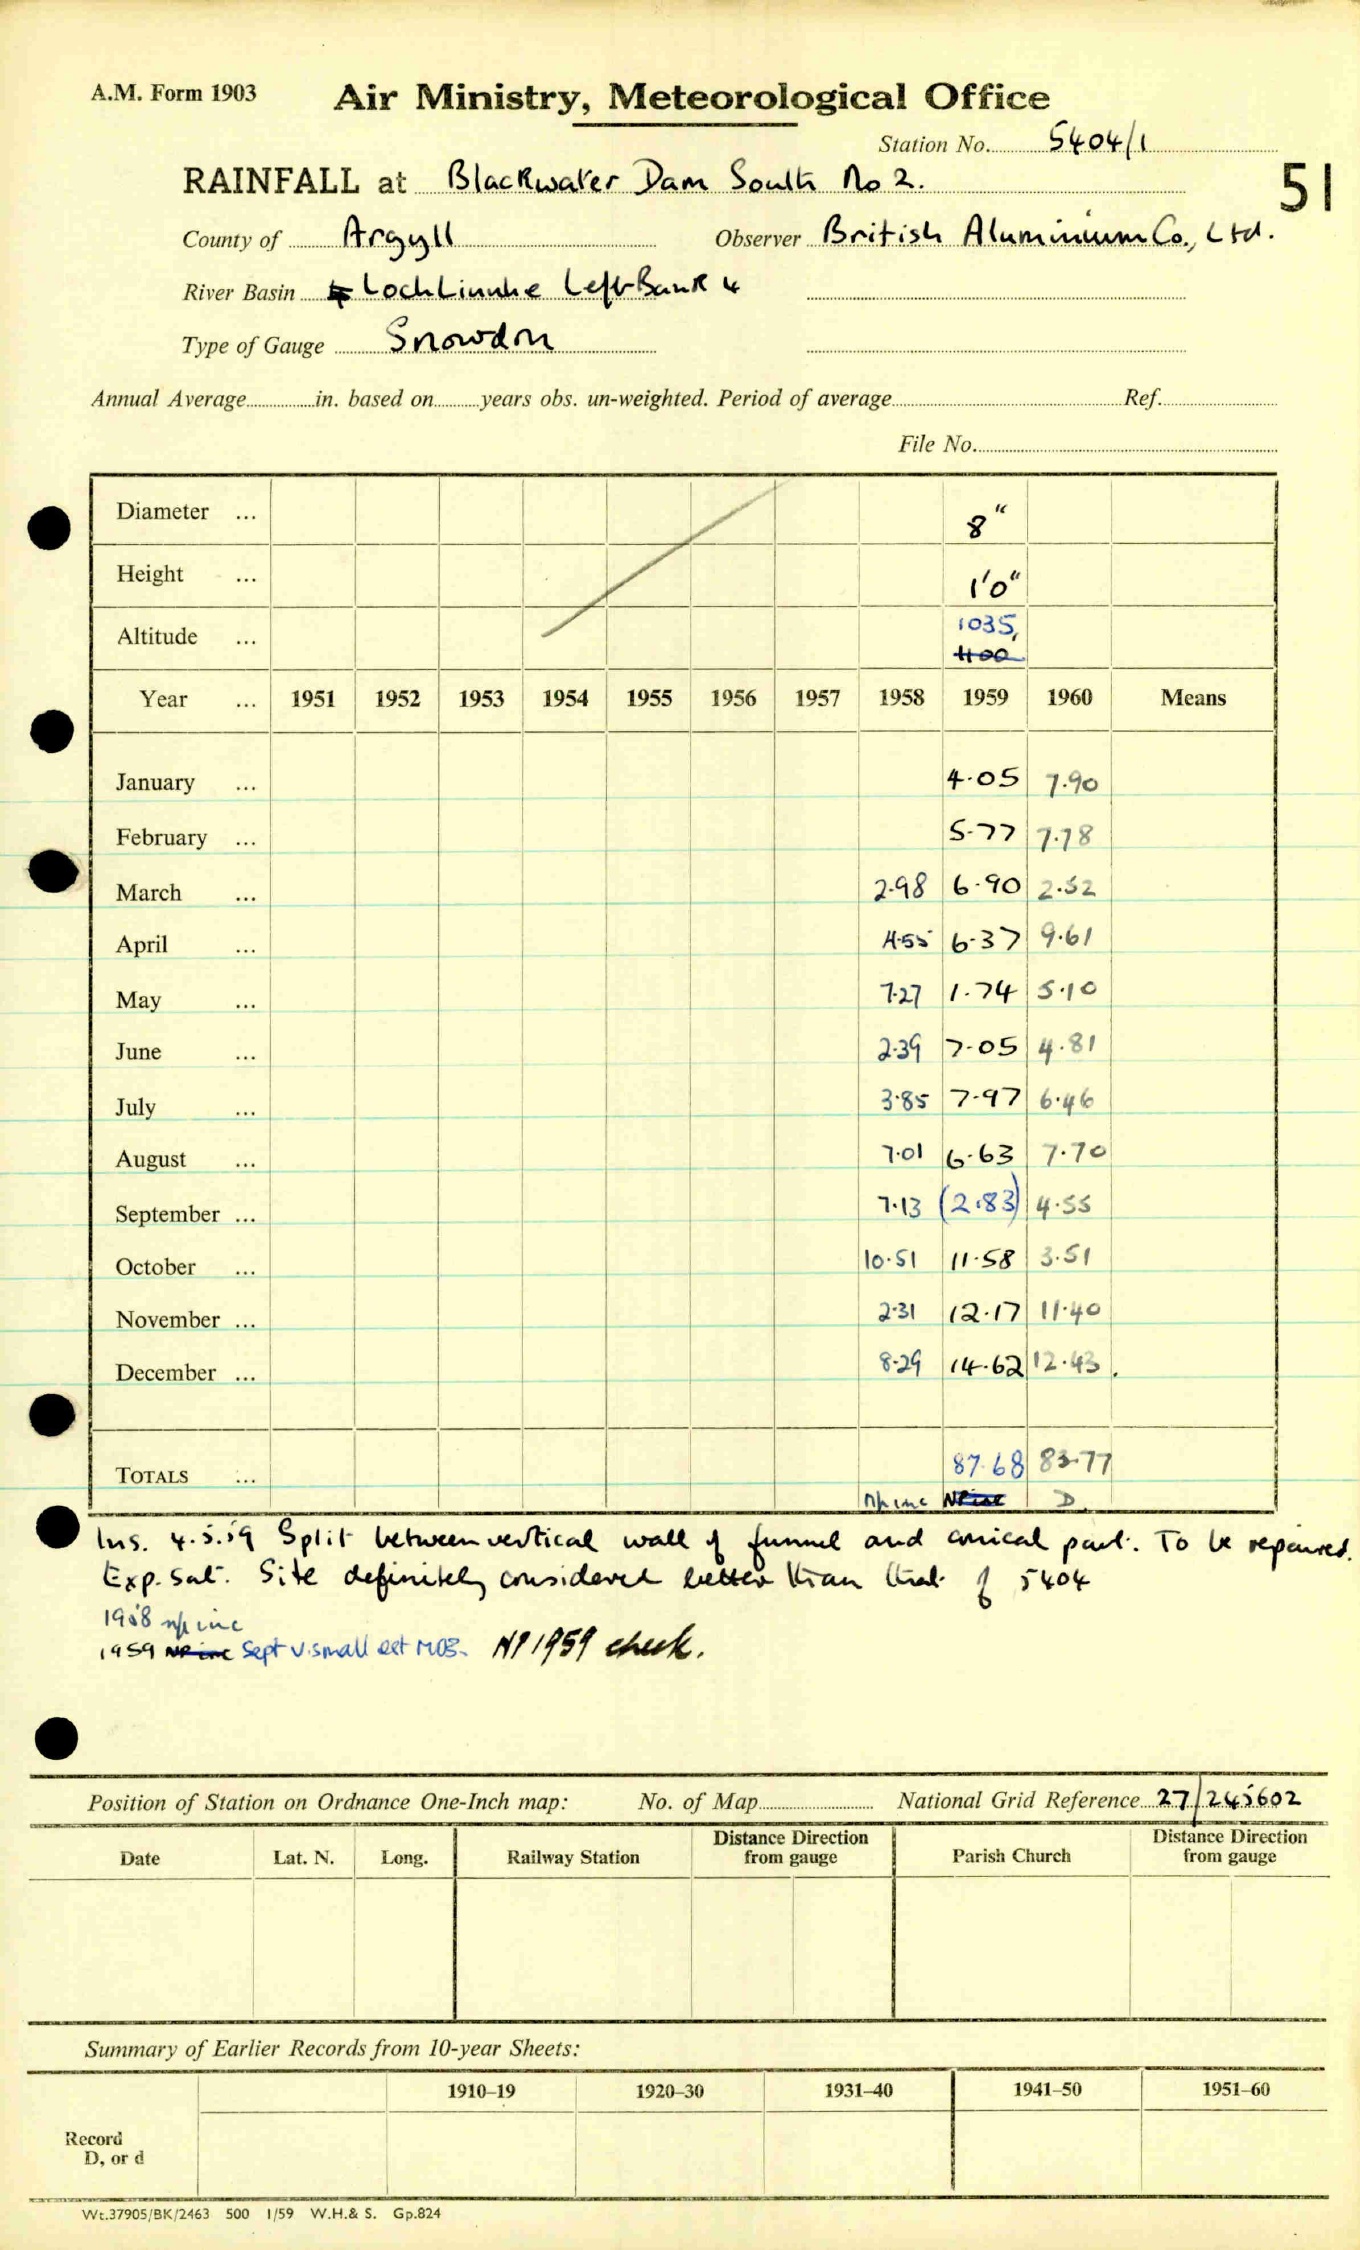 A.M. Form 1903 Air Ministry, Meteorological Office
Station No. 5404/1
RAINFALL at Blackwater Dam South No 2. 51
County of Argyll Observer British Aluminium Co., Ltd.
River Basin Loch Linnhe Left Bank 4
Type of Gauge Snowdon
Annual Average in. based on years obs. un-weighted. Period of average Ref.
File No.
Diameter ... 8"
Height ... 1'0"
Altitude ... 1035,
1100
Year ... 1951 1952 1953 1954 1955 1956 1957 1958 1959 1960 Means
January ... 4.05 7.90
February ... 5.77 7.78
March ... 2.98 6.90 2.52
April ... 4.55 6.37 9.61
May ... 7.27 1.74 5.10
June ... 2.39 7.05 4.81
July ... 3.85 7.97 6.46
August ... 7.01 6.63 7.70
September ... 7.13 (2.83) 4.55
October ... 10.51 11.58 3.51
November ... 2.31 12.17 11.40
December ... 8.29 14.62 12.43.
TOTALS ... 87.68 83.77
np inc NP inc D
Ins. 4.5.59 Split between vertical wall of funnel and conical part. To be repaired.
Exp. Sat. Site definitely considered better than that of 5404
1958 np inc
1959 NP inc Sept v. small est MOE. NP 1959 check.
Position of Station on Ordnance One-Inch map: No. of Map National Grid Reference 27/245602
Date Lat. N. Long. Railway Station Distance Direction from gauge Parish Church Distance Direction from gauge
Summary of Earlier Records from 10-year Sheets:
1910–19 1920–30 1931–40 1941–50 1951–60
Record
D, or d
Wt.37905/BK/2463 500 1/59 W.H.& S. Gp.824